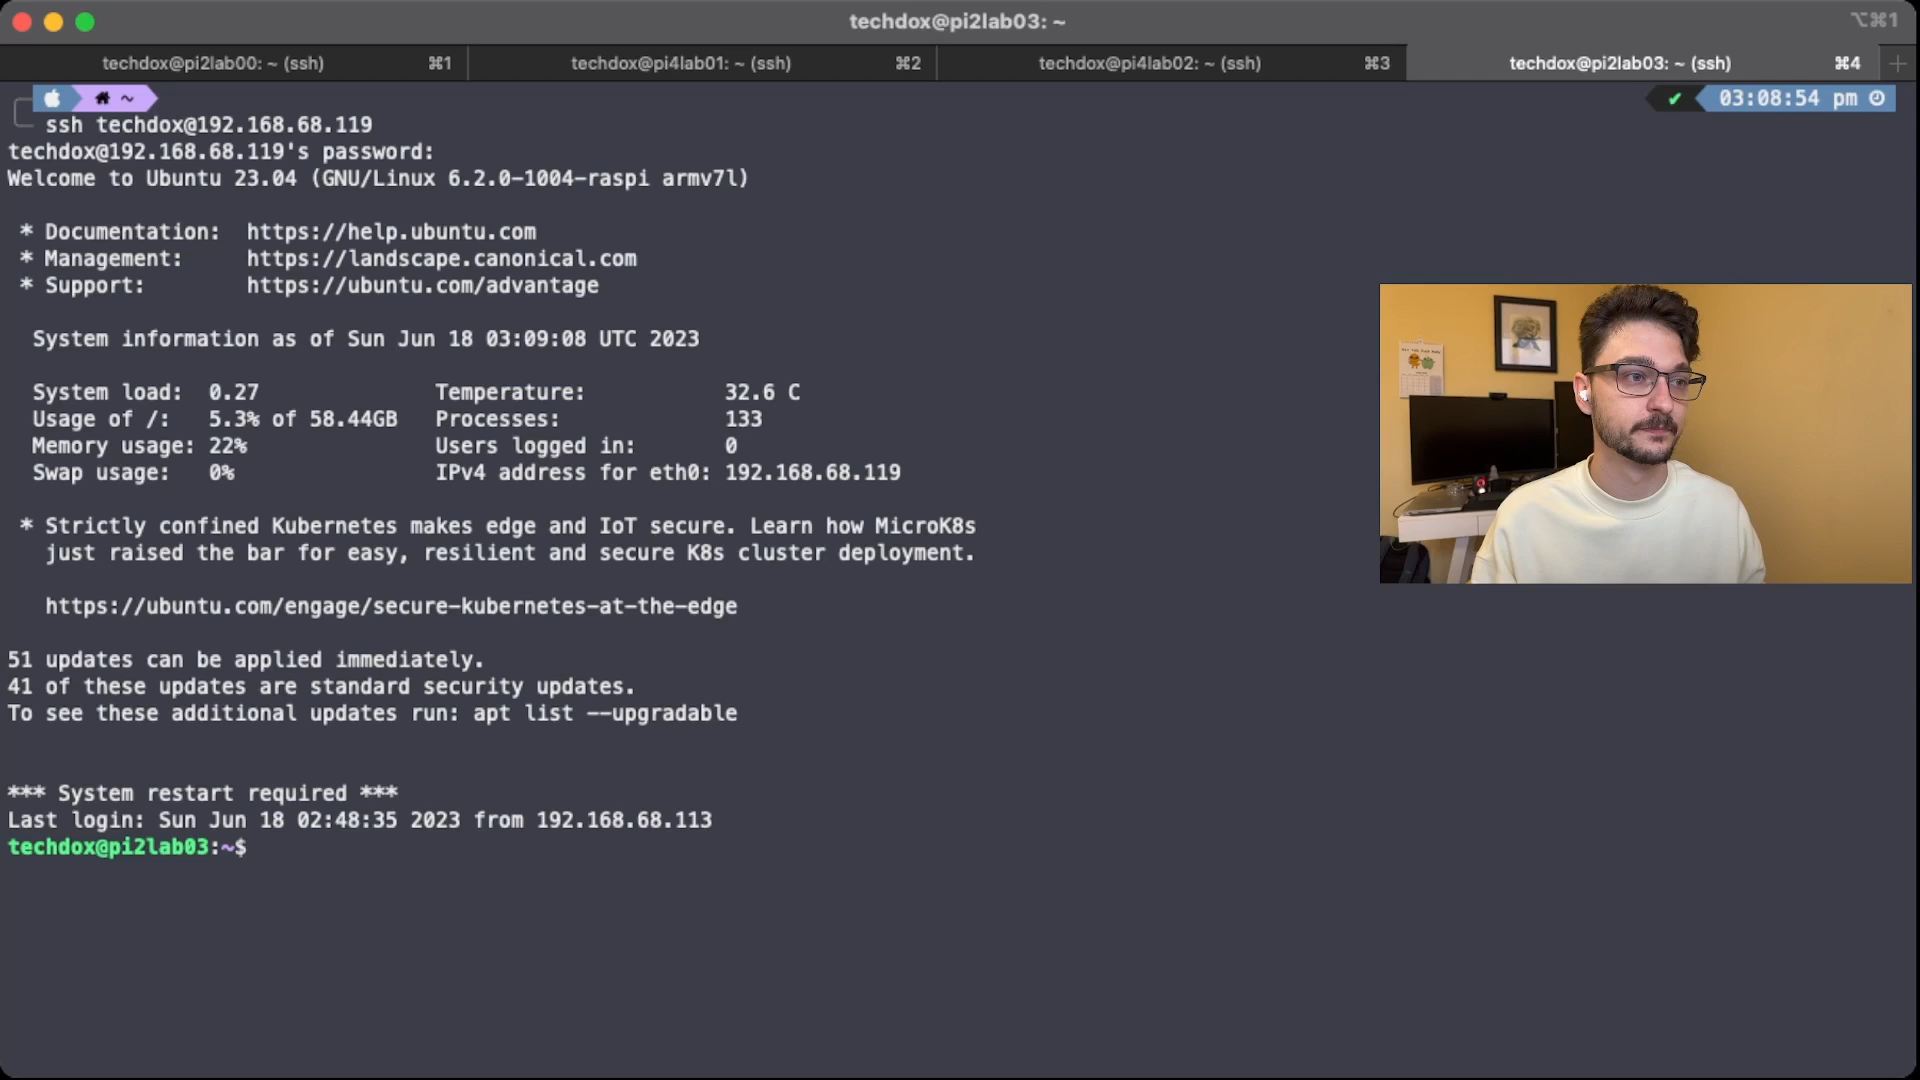 techdox@pi2lab03: ~
⌥⌘1
techdox@pi2lab00: ~ (ssh) ⌘1
techdox@pi4lab01: ~ (ssh) ⌘2
techdox@pi4lab02: ~ (ssh) ⌘3
techdox@pi2lab03: ~ (ssh) ⌘4
~
✔ 03:08:54 pm
ssh techdox@192.168.68.119
techdox@192.168.68.119's password:
Welcome to Ubuntu 23.04 (GNU/Linux 6.2.0-1004-raspi armv7l)
* Documentation: https://help.ubuntu.com
* Management: https://landscape.canonical.com
* Support: https://ubuntu.com/advantage
System information as of Sun Jun 18 03:09:08 UTC 2023
System load: 0.27 Temperature: 32.6 C
Usage of /: 5.3% of 58.44GB Processes: 133
Memory usage: 22% Users logged in: 0
Swap usage: 0% IPv4 address for eth0: 192.168.68.119
* Strictly confined Kubernetes makes edge and IoT secure. Learn how MicroK8s
just raised the bar for easy, resilient and secure K8s cluster deployment.
https://ubuntu.com/engage/secure-kubernetes-at-the-edge
51 updates can be applied immediately.
41 of these updates are standard security updates.
To see these additional updates run: apt list --upgradable
*** System restart required ***
Last login: Sun Jun 18 02:48:35 2023 from 192.168.68.113
techdox@pi2lab03:~$